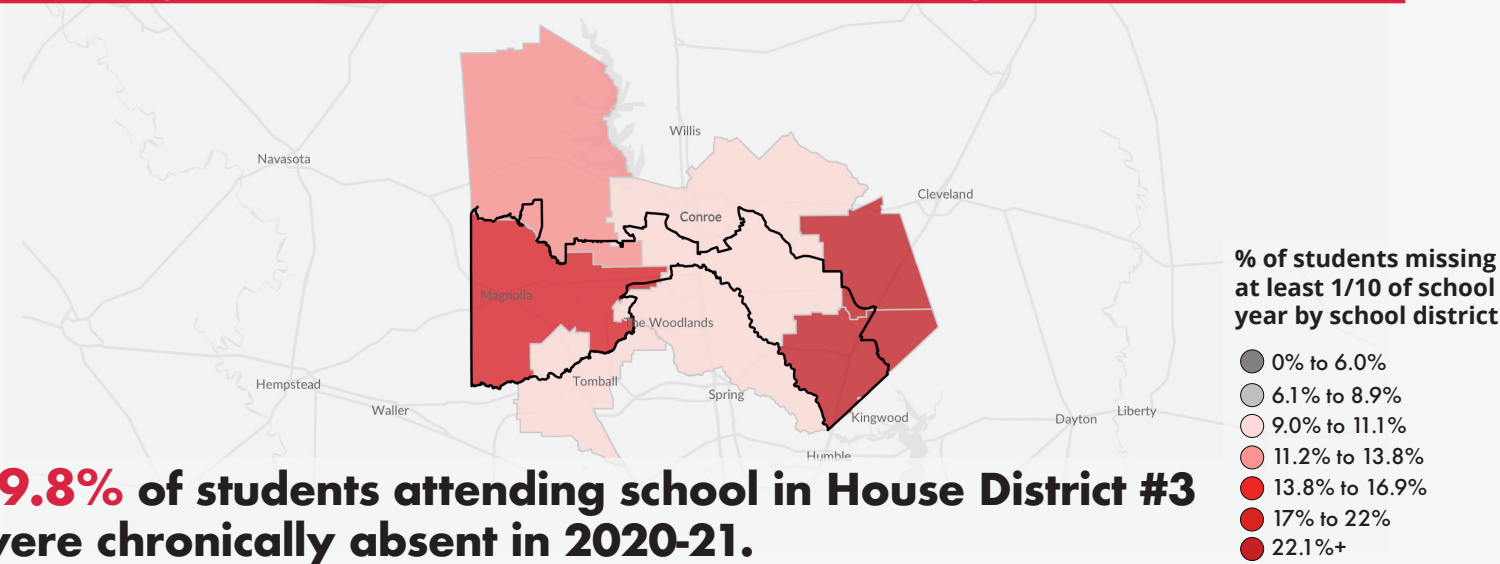 Willis
Navasota
Cleveland
Conroe
Magnolia
The Woodlands
Hempstead
Tomball
Waller
Spring
Kingwood
Dayton
Liberty
Humble
% of students missing
at least 1/10 of school
year by school district
0% to 6.0%
6.1% to 8.9%
9.0% to 11.1%
11.2% to 13.8%
13.8% to 16.9%
17% to 22%
22.1%+
9.8% of students attending school in House District #3
were chronically absent in 2020-21.